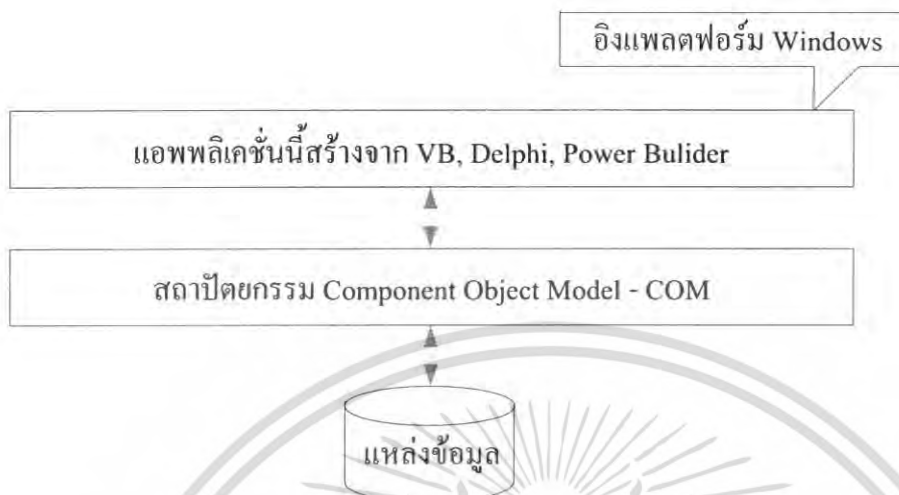 อิงแพลตฟอร์ม Windows
แอพพลิเคชั่นนี้สร้างจาก VB, Delphi, Power Bulider
สถาปัตยกรรม Component Object Model - COM
แหล่งข้อมูล